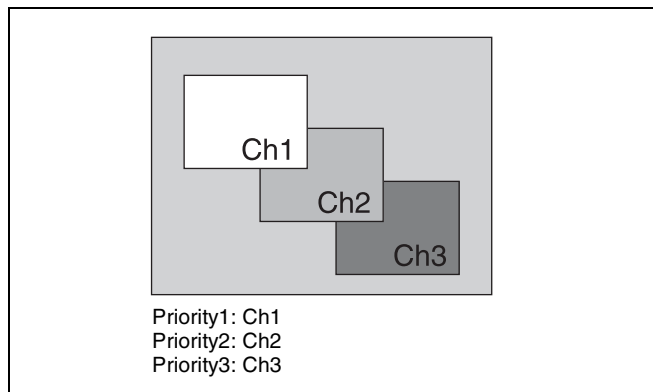 Ch1
Ch2
Ch3
Priority1: Ch1
Priority2: Ch2
Priority3: Ch3